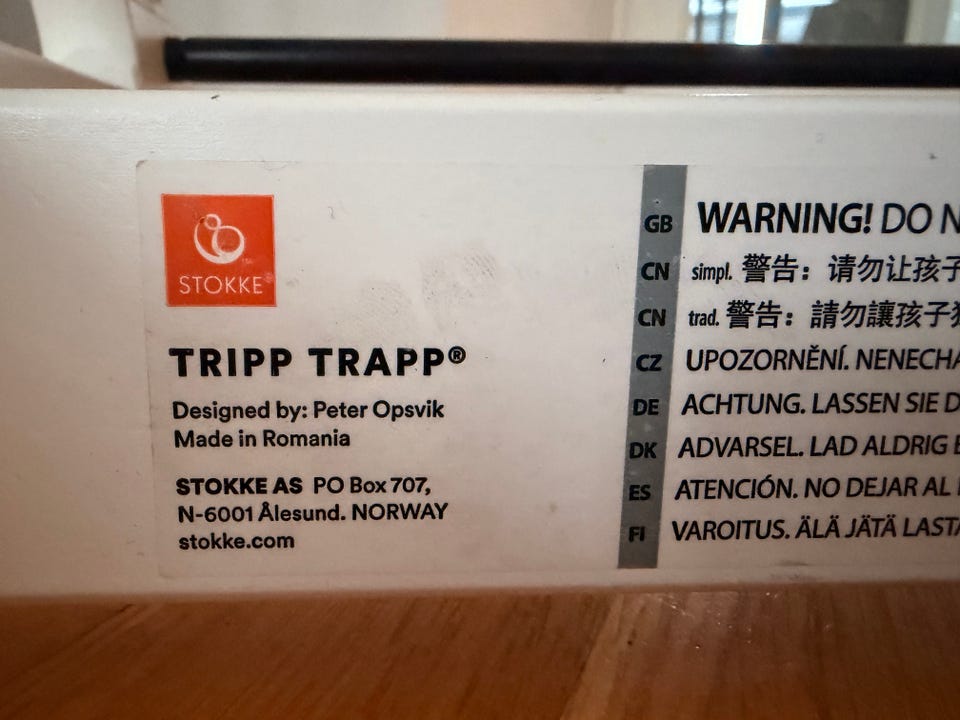 STOKKE®
TRIPP TRAPP®
Designed by: Peter Opsvik
Made in Romania
STOKKE AS PO Box 707,
N-6001 Ålesund. NORWAY
stokke.com
GB WARNING! DO
CN simpl. 警告：请勿让孩子
CN trad. 警告：請勿讓孩子
CZ UPOZORNĚNÍ. NENECHA
DE ACHTUNG. LASSEN SIE
DK ADVARSEL. LAD ALDRIG
ES ATENCIÓN. NO DEJAR AL
FI VAROITUS. ÄLÄ JÄTÄ LASTA